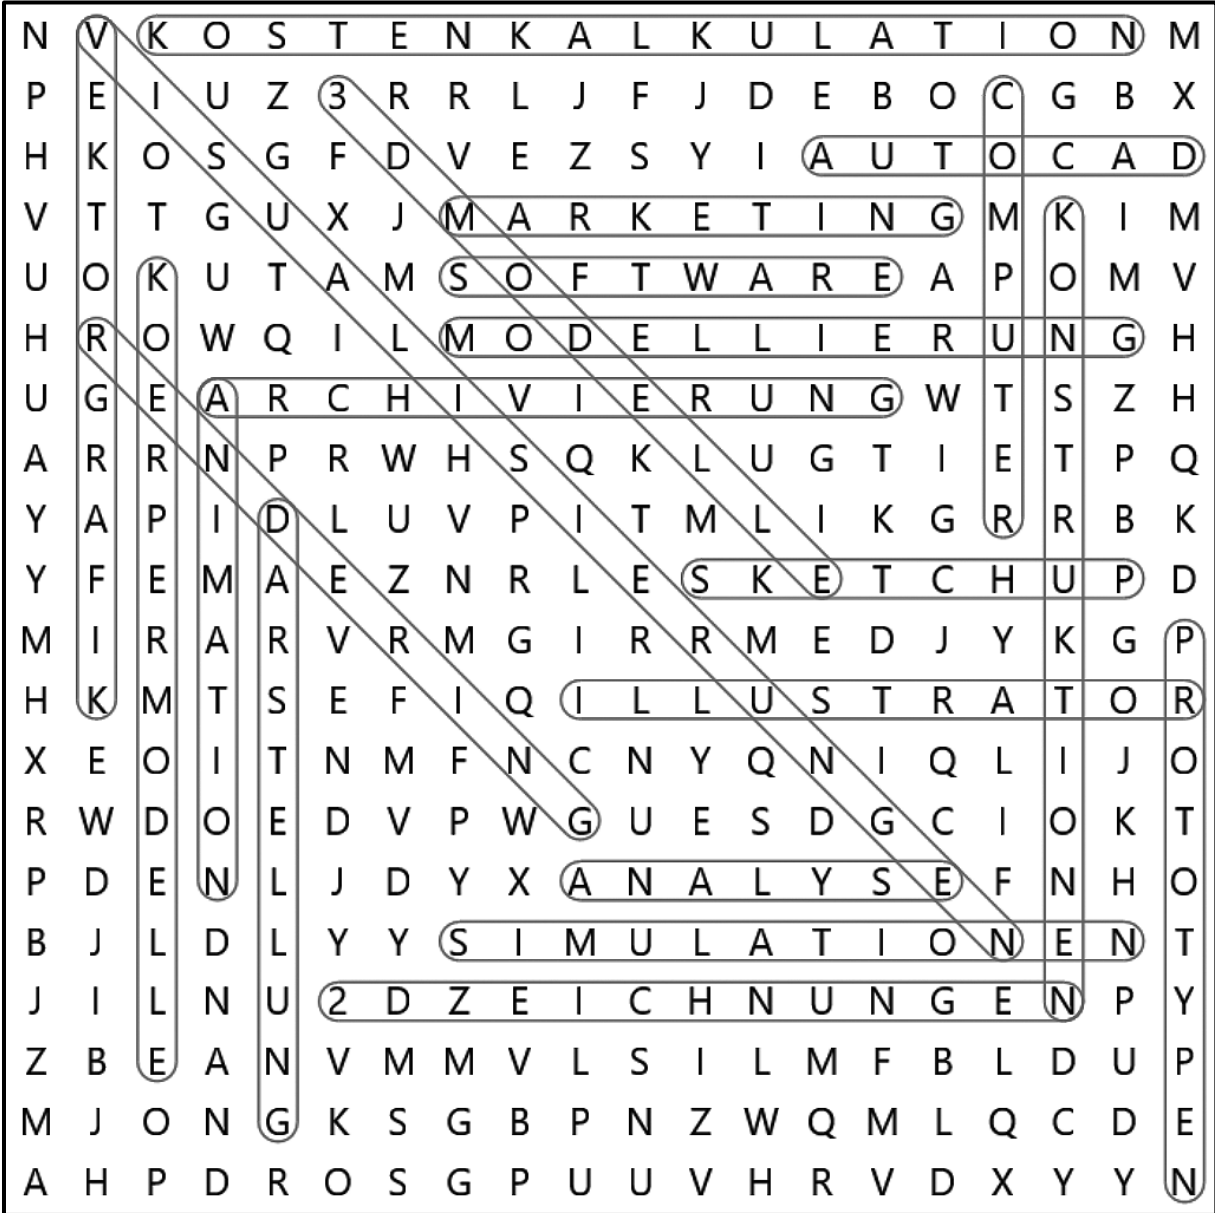 N V K O S T E N K A L K U L A T I O N M
P E I U Z 3 R R L J F J D E B O C G B X
H K O S G F D V E Z S Y I A U T O C A D
V T T G U X J M A R K E T I N G M K I M
U O K U T A M S O F T W A R E A P O M V
H R O W Q I L M O D E L L I E R U N G H
U G E A R C H I V I E R U N G W T S Z H
A R R N P R W H S Q K L U G T I E T P Q
Y A P I D L U V P I T M L I K G R R B K
Y F E M A E Z N R L E S K E T C H U P D
M I R A R V R M G I R R M E D J Y K G P
H K M T S E F I Q I L L U S T R A T O R
X E O I T N M F N C N Y Q N I Q L I J O
R W D O E D V P W G U E S D G C I O K T
P D E N L J D Y X A N A L Y S E F N H O
B J L D L Y Y S I M U L A T I O N E N T
J I L N U 2 D Z E I C H N U N G E N P Y
Z B E A N V M M V L S I L M F B L D U P
M J O N G K S G B P N Z W Q M L Q C D E
A H P D R O S G P U U V H R V D X Y Y N